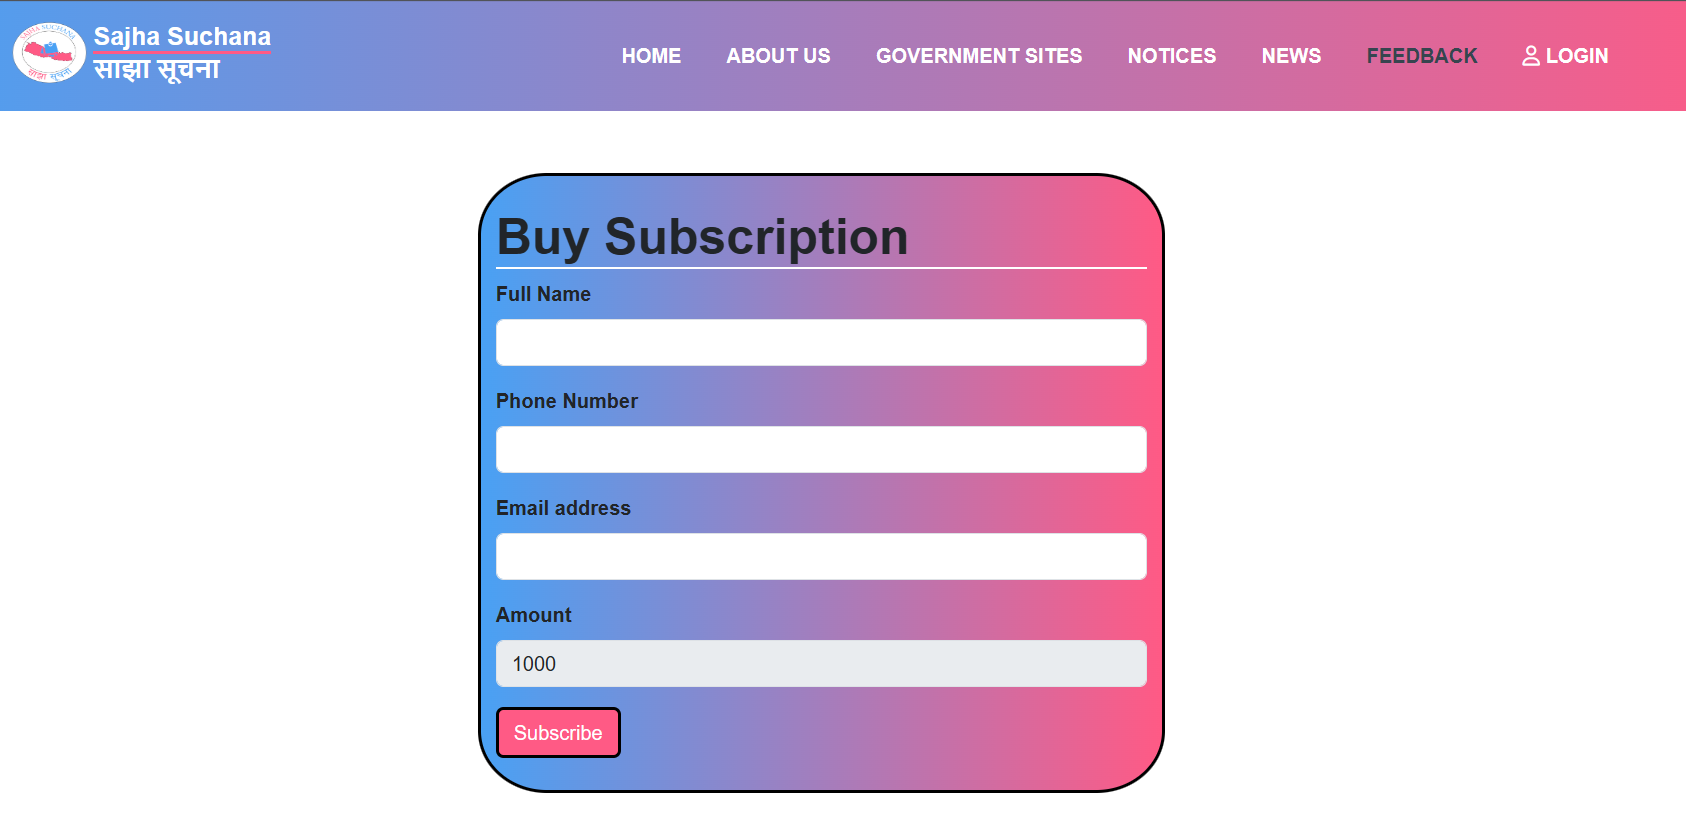 SAJHA SUCHANA
साझा सूचना
Sajha Suchana
साझा सूचना
HOME ABOUT US GOVERNMENT SITES NOTICES NEWS FEEDBACK LOGIN
Buy Subscription
Full Name
Phone Number
Email address
Amount
1000
Subscribe